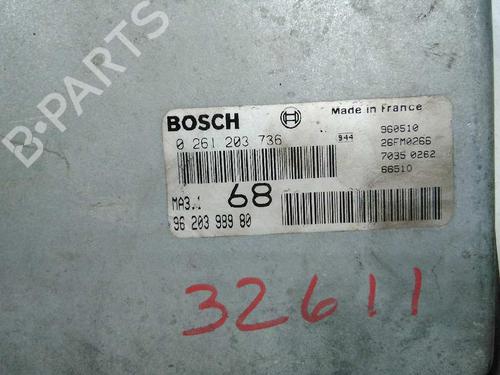 B-PARTS
BOSCH
Made in France
0 261 203 736
944
960510
26FM0266
7035 0262
66510
MA3.1
68
96 203 999 80
32611